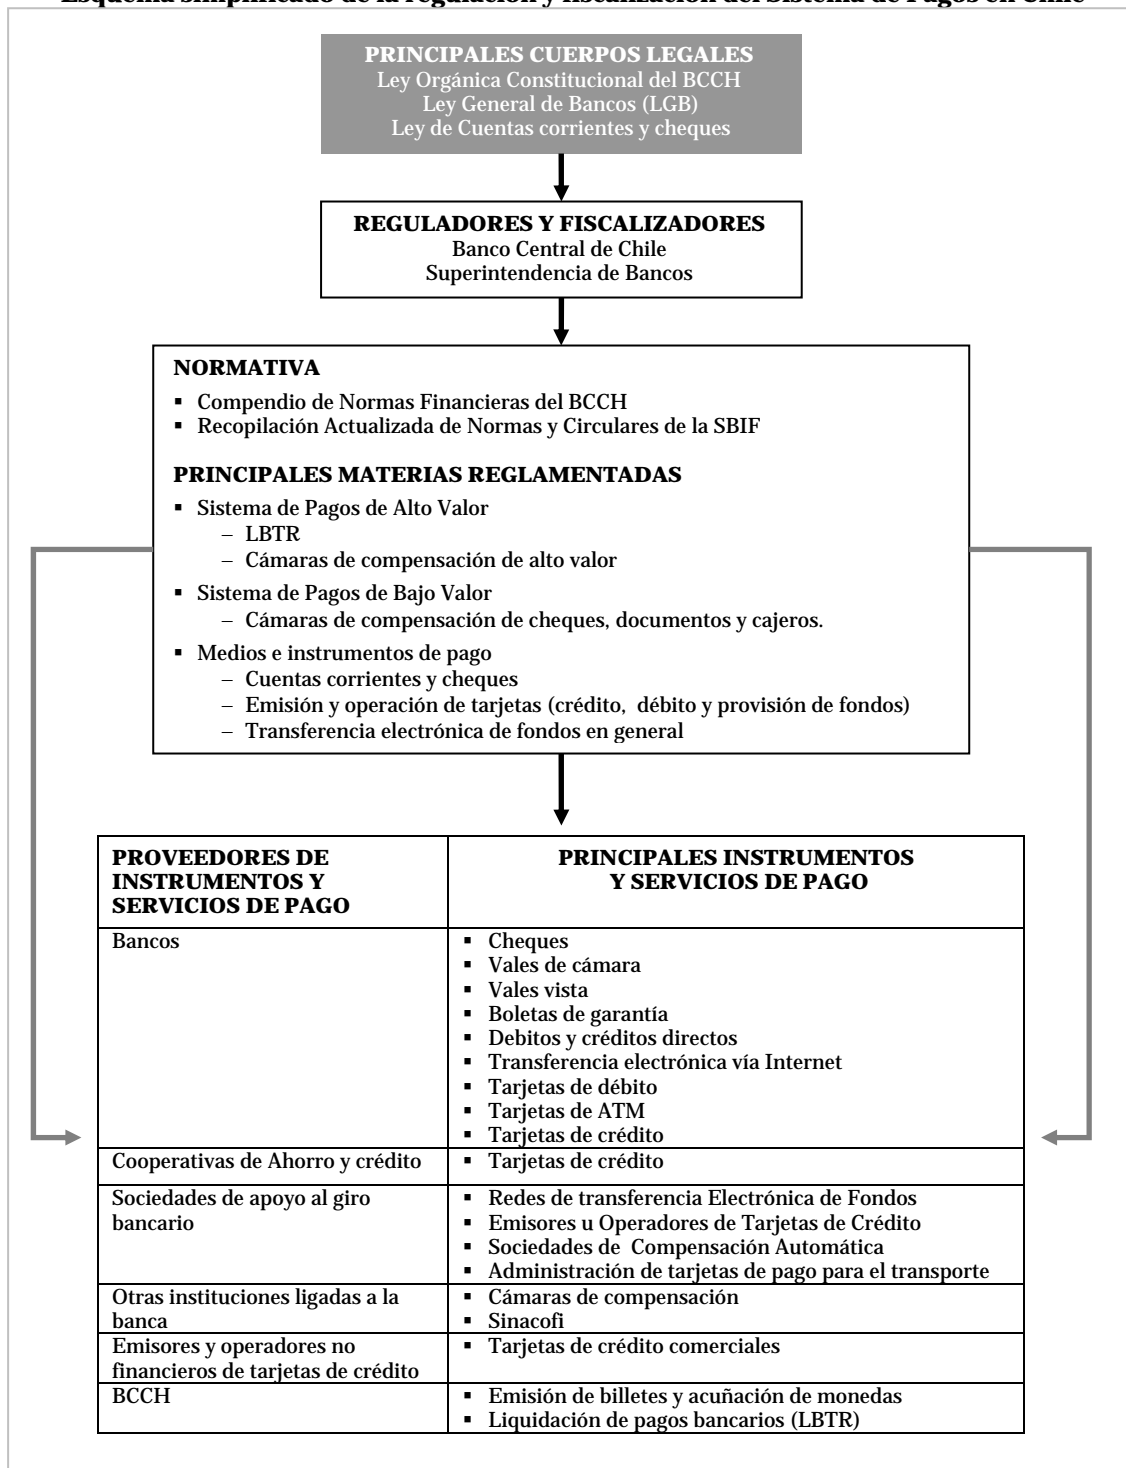 Esquema simplificado de la regulación y fiscalización del Sistema de Pagos en Chile
PRINCIPALES CUERPOS LEGALES
Ley Orgánica Constitucional del BCCH
Ley General de Bancos (LGB)
Ley de Cuentas corrientes y cheques
REGULADORES Y FISCALIZADORES
Banco Central de Chile
Superintendencia de Bancos
NORMATIVA
▪ Compendio de Normas Financieras del BCCH
▪ Recopilación Actualizada de Normas y Circulares de la SBIF
PRINCIPALES MATERIAS REGLAMENTADAS
▪ Sistema de Pagos de Alto Valor
– LBTR
– Cámaras de compensación de alto valor
▪ Sistema de Pagos de Bajo Valor
– Cámaras de compensación de cheques, documentos y cajeros.
▪ Medios e instrumentos de pago
– Cuentas corrientes y cheques
– Emisión y operación de tarjetas (crédito, débito y provisión de fondos)
– Transferencia electrónica de fondos en general
PROVEEDORES DE
INSTRUMENTOS Y
SERVICIOS DE PAGO
PRINCIPALES INSTRUMENTOS
Y SERVICIOS DE PAGO
Bancos
▪ Cheques
▪ Vales de cámara
▪ Vales vista
▪ Boletas de garantía
▪ Debitos y créditos directos
▪ Transferencia electrónica vía Internet
▪ Tarjetas de débito
▪ Tarjetas de ATM
▪ Tarjetas de crédito
Cooperativas de Ahorro y crédito
▪ Tarjetas de crédito
Sociedades de apoyo al giro
bancario
▪ Redes de transferencia Electrónica de Fondos
▪ Emisores u Operadores de Tarjetas de Crédito
▪ Sociedades de Compensación Automática
▪ Administración de tarjetas de pago para el transporte
Otras instituciones ligadas a la
banca
▪ Cámaras de compensación
▪ Sinacofi
Emisores y operadores no
financieros de tarjetas de crédito
▪ Tarjetas de crédito comerciales
BCCH
▪ Emisión de billetes y acuñación de monedas
▪ Liquidación de pagos bancarios (LBTR)